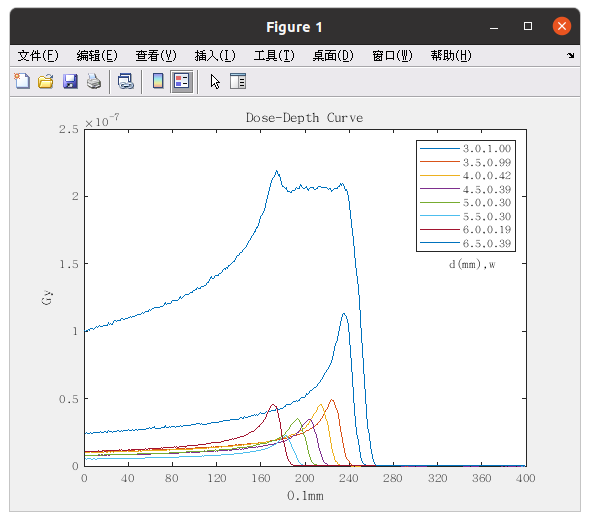 Figure 1
文件(F) 编辑(E) 查看(V) 插入(I) 工具(T) 桌面(D) 窗口(W) 帮助(H)
×10⁻⁷
Dose-Depth Curve
2.5
2
1.5
1
0.5
0
Gy
3.0,1.00
3.5,0.99
4.0,0.42
4.5,0.39
5.0,0.30
5.5,0.30
6.0,0.19
6.5,0.39
d(mm),w
0 40 80 120 160 200 240 280 320 360 400
0.1mm